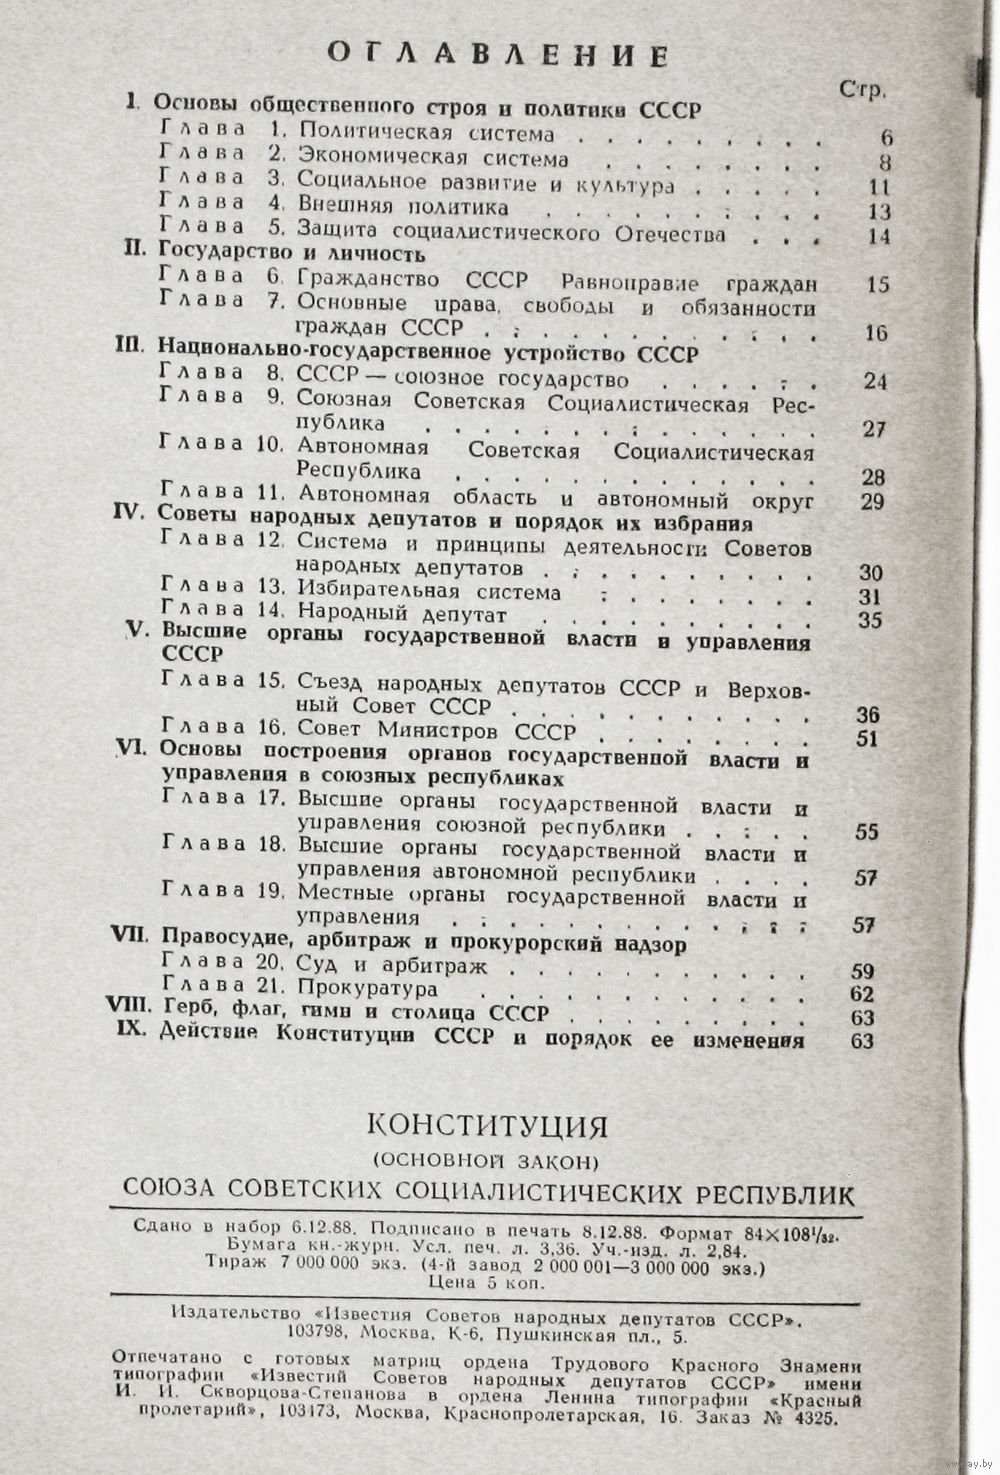 ОГЛАВЛЕНИЕ
Стр.
I. Основы общественного строя и политики СССР
Глава 1. Политическая система . . . . . . . . 6
Глава 2. Экономическая система . . . . . . . 8
Глава 3. Социальное развитие и культура . . . . . 11
Глава 4. Внешняя политика . . . . . . . . . 13
Глава 5. Защита социалистического Отечества . . . 14
II. Государство и личность
Глава 6. Гражданство СССР Равноправие граждан 15
Глава 7. Основные права, свободы и обязанности
граждан СССР . . . . . . . . . . . 16
III. Национально-государственное устройство СССР
Глава 8. СССР — союзное государство . . . . . . 24
Глава 9. Союзная Советская Социалистическая Рес-
публика . . . . . . . . . . . . . 27
Глава 10. Автономная Советская Социалистическая
Республика . . . . . . . . . . . . 28
Глава 11. Автономная область и автономный округ 29
IV. Советы народных депутатов и порядок их избрания
Глава 12. Система и принципы деятельности Советов
народных депутатов . . . . . . . . . . 30
Глава 13. Избирательная система . . . . . . . . 31
Глава 14. Народный депутат . . . . . . . . . . 35
V. Высшие органы государственной власти и управления
СССР
Глава 15. Съезд народных депутатов СССР и Верхов-
ный Совет СССР . . . . . . . . . . . 36
Глава 16. Совет Министров СССР . . . . . . . . 51
VI. Основы построения органов государственной власти и
управления в союзных республиках
Глава 17. Высшие органы государственной власти и
управления союзной республики . . . . . 55
Глава 18. Высшие органы государственной власти и
управления автономной республики . . . . 57
Глава 19. Местные органы государственной власти и
управления . . . . . . . . . . . . . 57
VII. Правосудие, арбитраж и прокурорский надзор
Глава 20. Суд и арбитраж . . . . . . . . . . . 59
Глава 21. Прокуратура . . . . . . . . . . . . 62
VIII. Герб, флаг, гимн и столица СССР . . . . . . . . . 63
IX. Действие Конституции СССР и порядок ее изменения 63
КОНСТИТУЦИЯ
(ОСНОВНОЙ ЗАКОН)
СОЮЗА СОВЕТСКИХ СОЦИАЛИСТИЧЕСКИХ РЕСПУБЛИК
Сдано в набор 6.12.88. Подписано в печать 8.12.88. Формат 84×108¹/₃₂.
Бумага кн.-журн. Усл. печ. л. 3,36. Уч.-изд. л. 2,84.
Тираж 7 000 000 экз. (4-й завод 2 000 001—3 000 000 экз.)
Цена 5 коп.
Издательство «Известия Советов народных депутатов СССР»,
103798, Москва, К-6, Пушкинская пл., 5.
Отпечатано с готовых матриц ордена Трудового Красного Знамени
типографии «Известий Советов народных депутатов СССР» имени
И. И. Скворцова-Степанова в ордена Ленина типографии «Красный
пролетарий», 103473, Москва, Краснопролетарская, 16. Заказ № 4325.